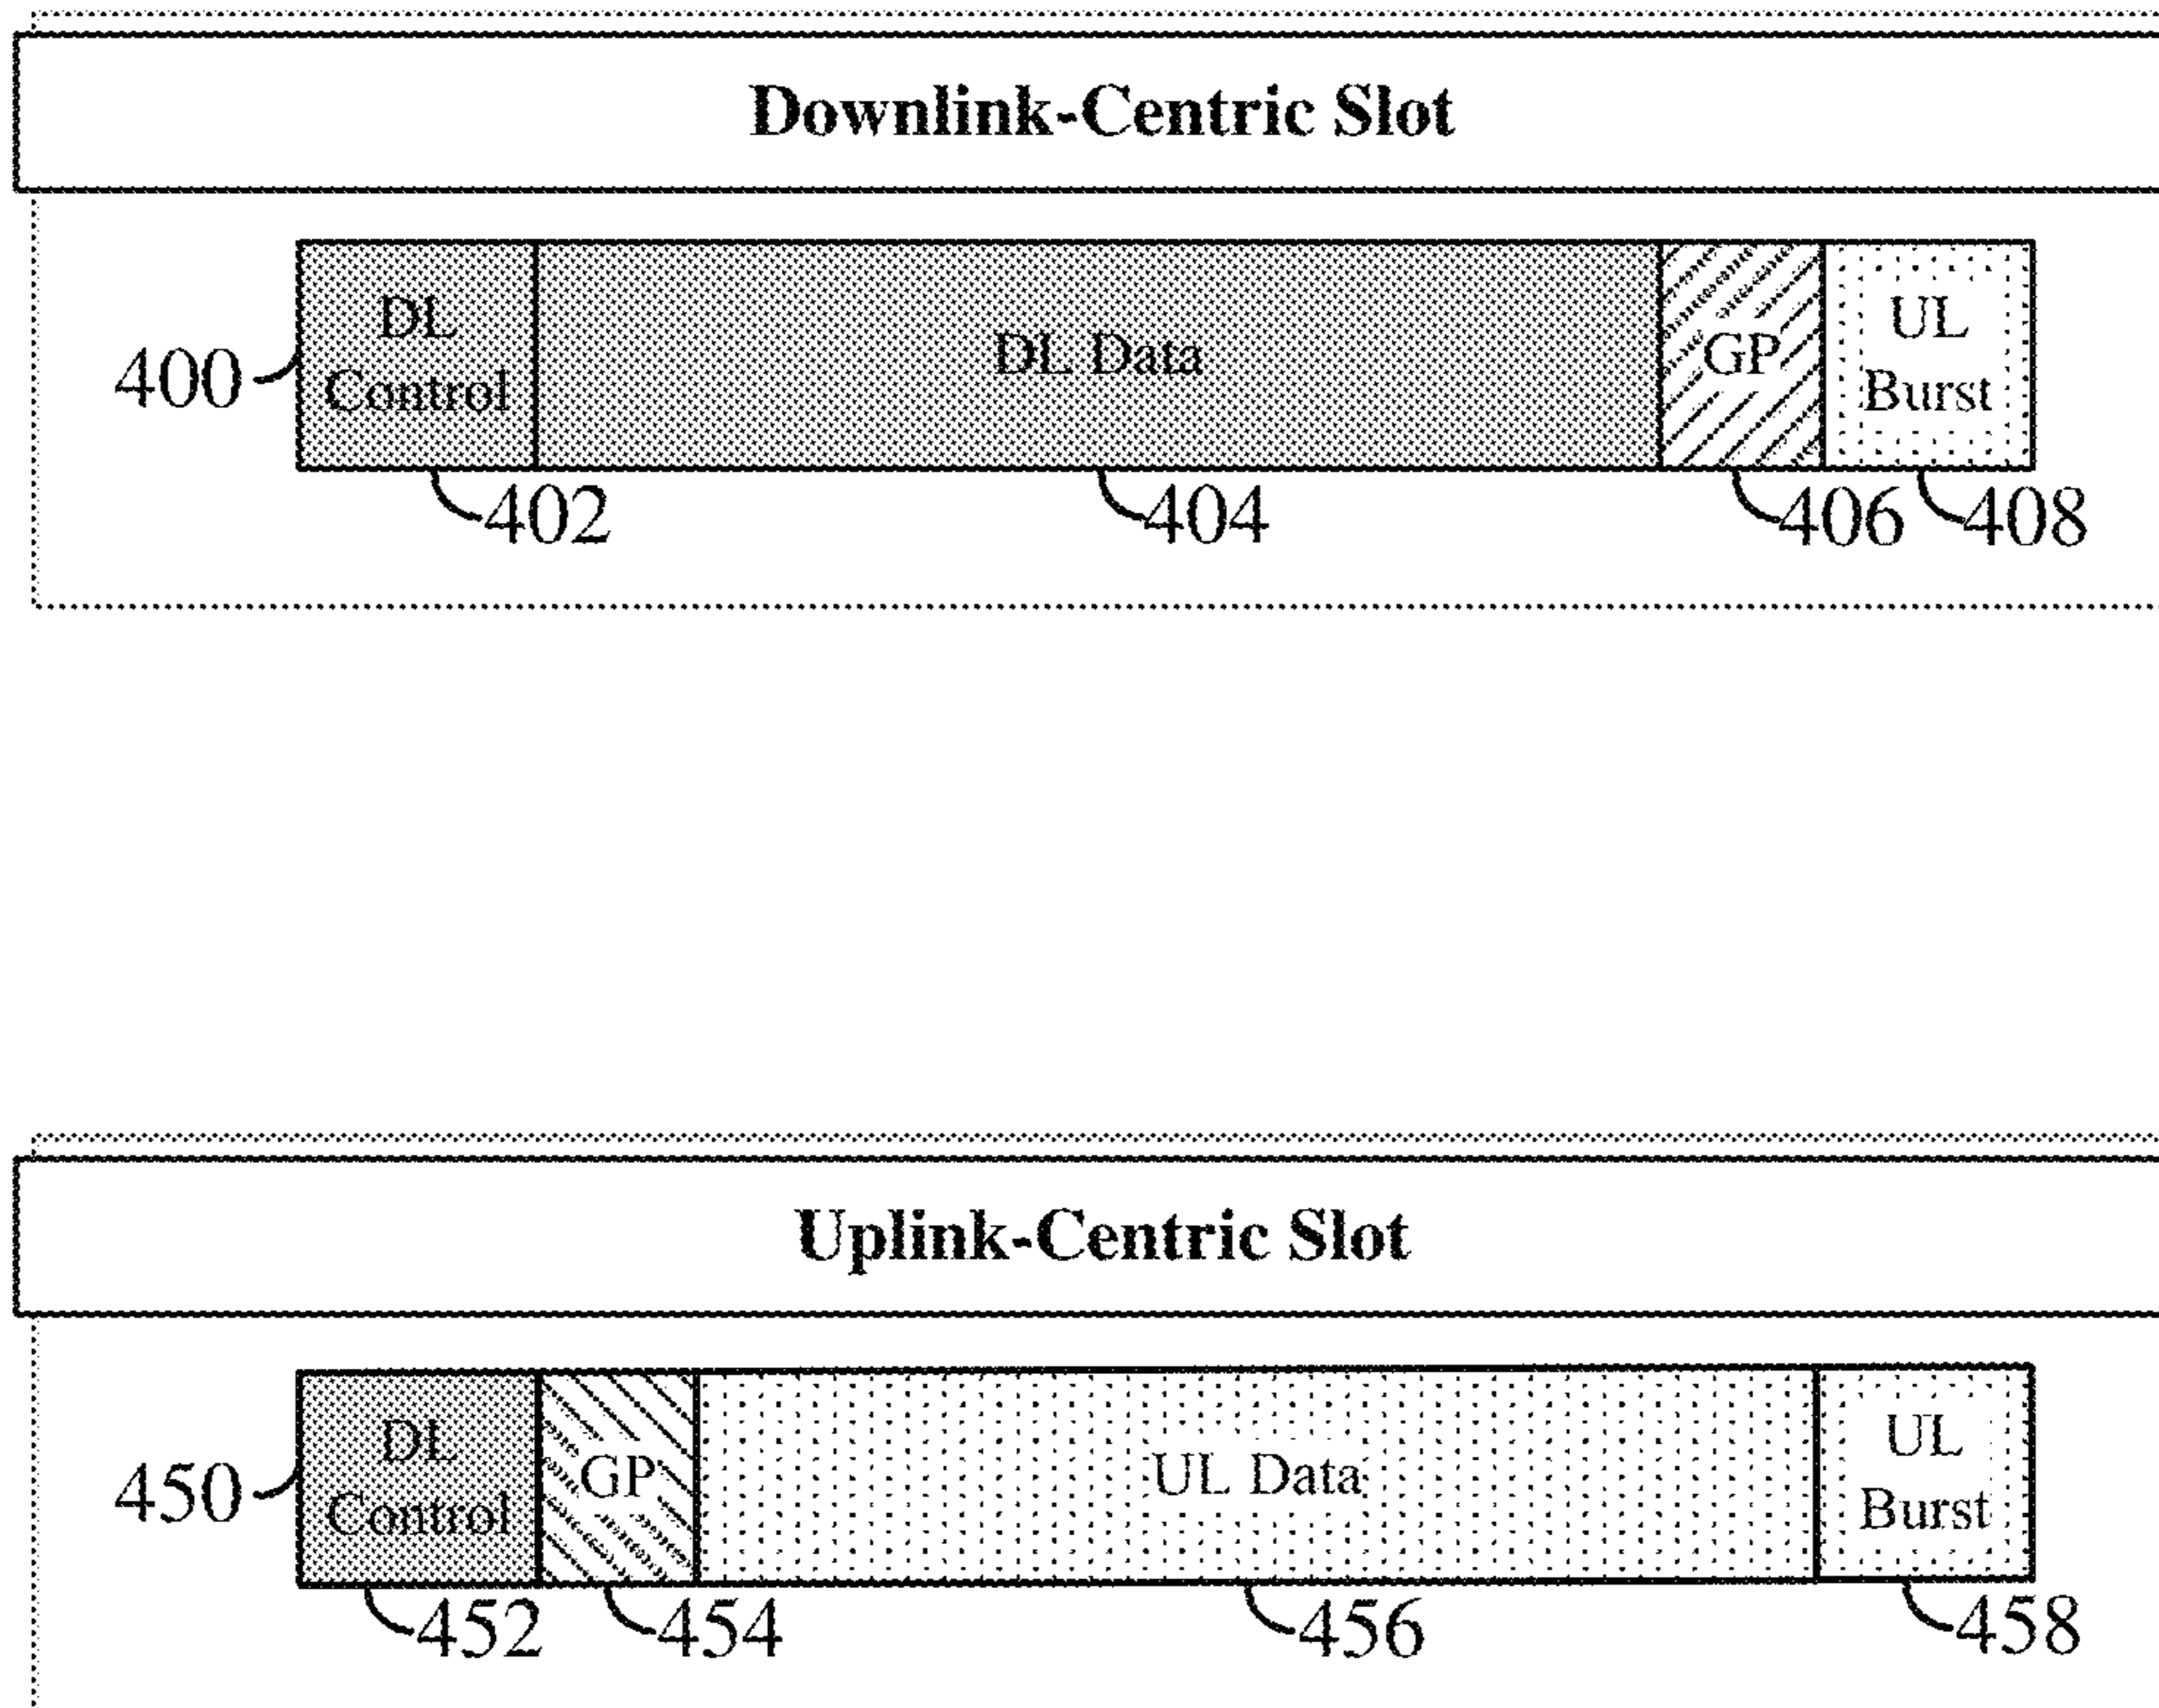 Downlink-Centric Slot
400
DL
Control
DL Data
GP
UL
Burst
402
404
406
408
Uplink-Centric Slot
450
DL
Control
GP
UL Data
UL
Burst
452
454
456
458